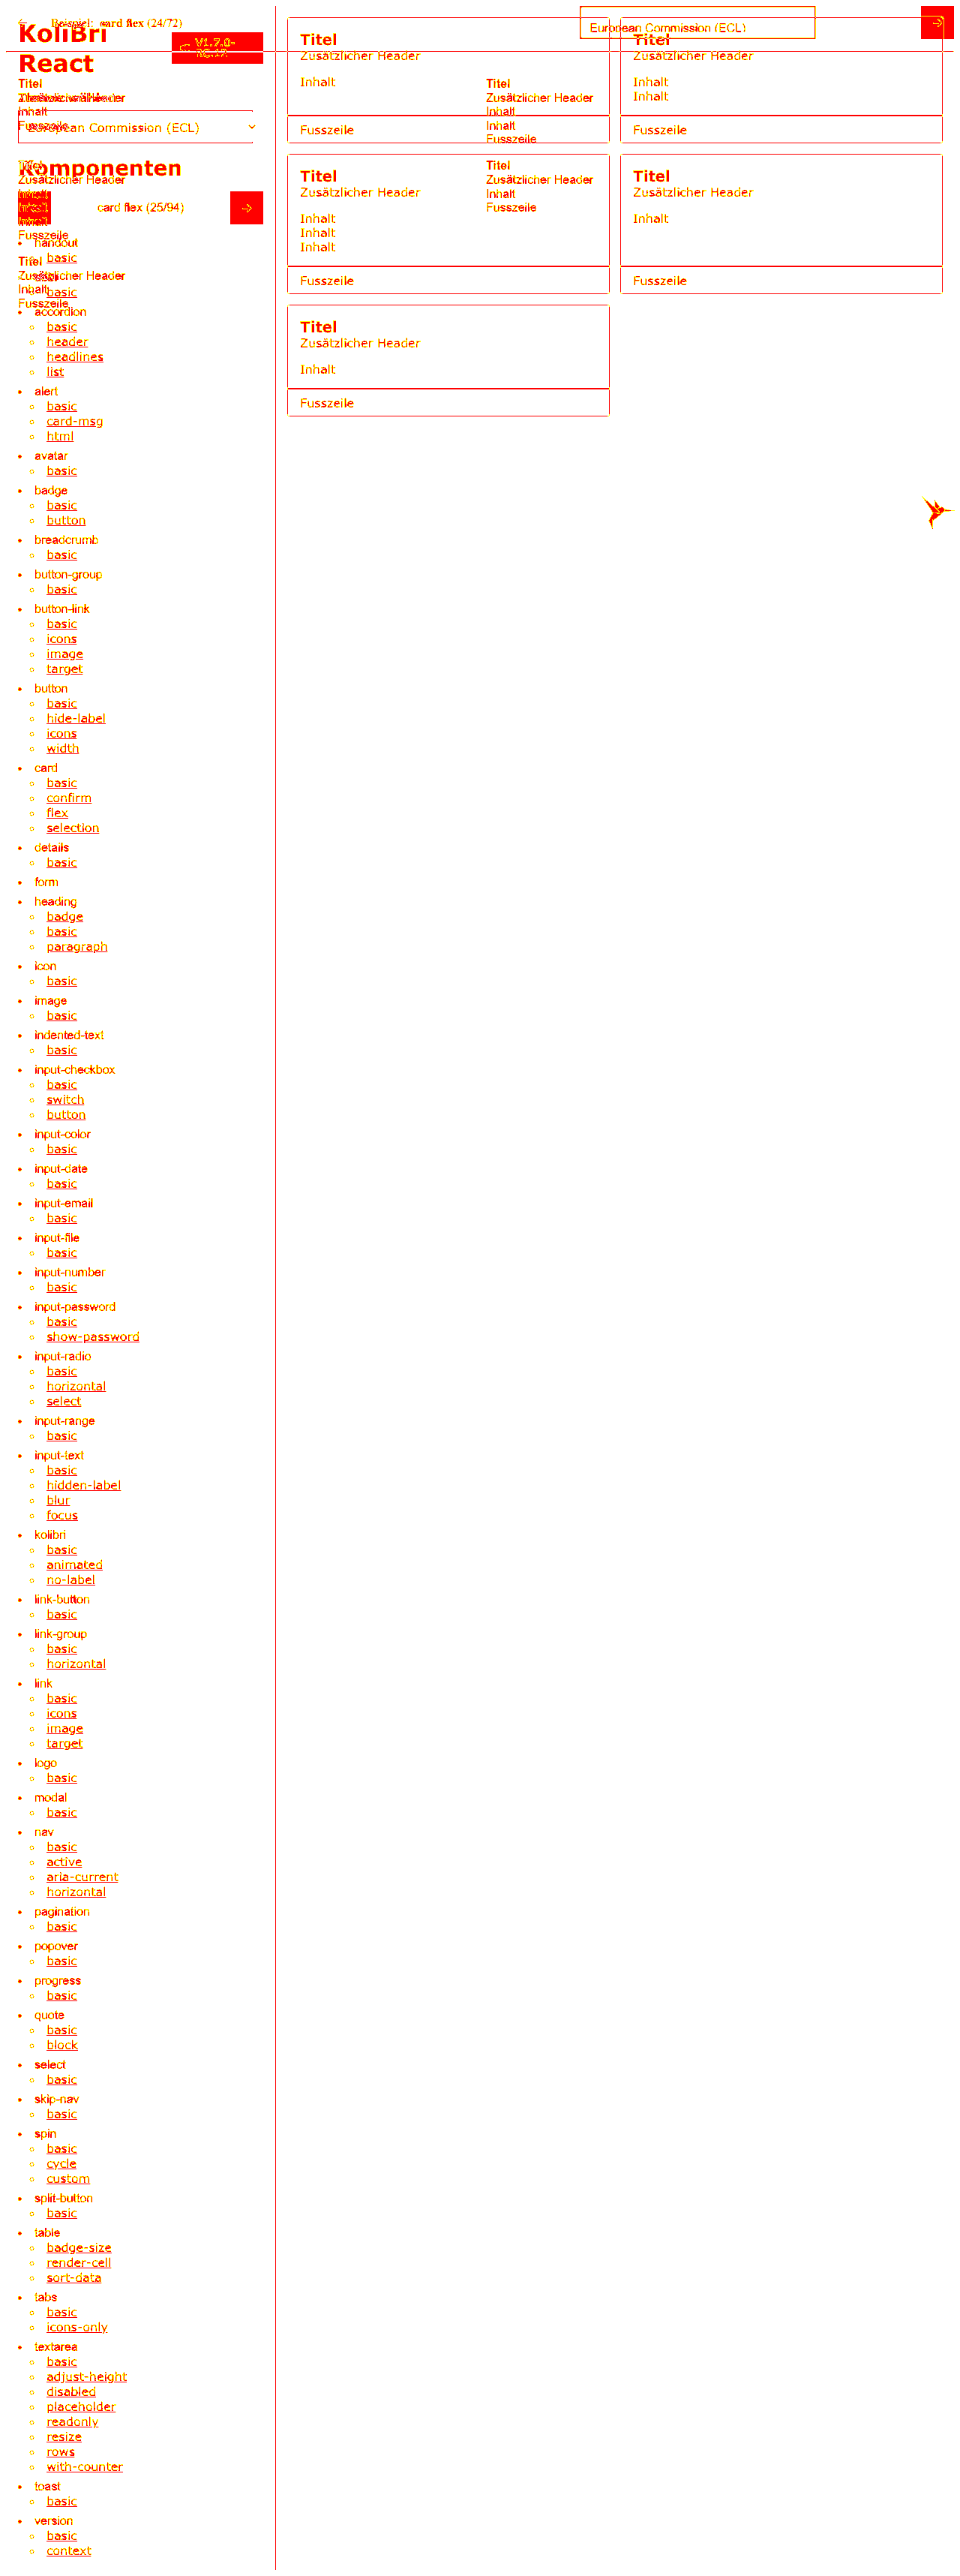 Beispiel: card flex (24/72)
KoliBri
React
V1.7.0-
Titel
Zusätzlicher Header
Inhalt
Fusszeile
European Commission (ECL)
Komponenten
Titel
Zusätzlicher Header
Inhalt
Fusszeile
card flex (25/94)
handout
basic
Titel
Zusätzlicher Header
Inhalt
basic
Fusszeile
accordion
basic
header
headlines
list
alert
basic
card-msg
html
avatar
basic
badge
basic
button
breadcrumb
basic
button-group
basic
button-link
basic
icons
image
target
button
basic
hide-label
icons
width
card
basic
confirm
flex
selection
details
basic
form
heading
badge
basic
paragraph
icon
basic
image
basic
indented-text
basic
input-checkbox
basic
switch
button
input-color
basic
input-date
basic
input-email
basic
input-file
basic
input-number
basic
input-password
basic
show-password
input-radio
basic
horizontal
select
input-range
basic
input-text
basic
hidden-label
blur
focus
kolibri
basic
animated
no-label
link-button
basic
link-group
basic
horizontal
link
basic
icons
image
target
logo
basic
modal
basic
nav
basic
active
aria-current
horizontal
pagination
basic
popover
basic
progress
basic
quote
basic
block
select
basic
skip-nav
basic
spin
basic
cycle
custom
split-button
basic
table
badge-size
render-cell
sort-data
tabs
basic
icons-only
textarea
basic
adjust-height
disabled
placeholder
readonly
resize
rows
with-counter
toast
basic
version
basic
context
Titel
Zusätzlicher Header
Inhalt
Fusszeile
Titel
Zusätzlicher Header
Inhalt
Inhalt
Fusszeile
European Commission (ECL)
Titel
Zusätzlicher Header
Inhalt
Inhalt
Fusszeile
Titel
Zusätzlicher Header
Inhalt
Inhalt
Inhalt
Fusszeile
Titel
Zusätzlicher Header
Inhalt
Fusszeile
Titel
Zusätzlicher Header
Inhalt
Fusszeile
Titel
Zusätzlicher Header
Inhalt
Fusszeile